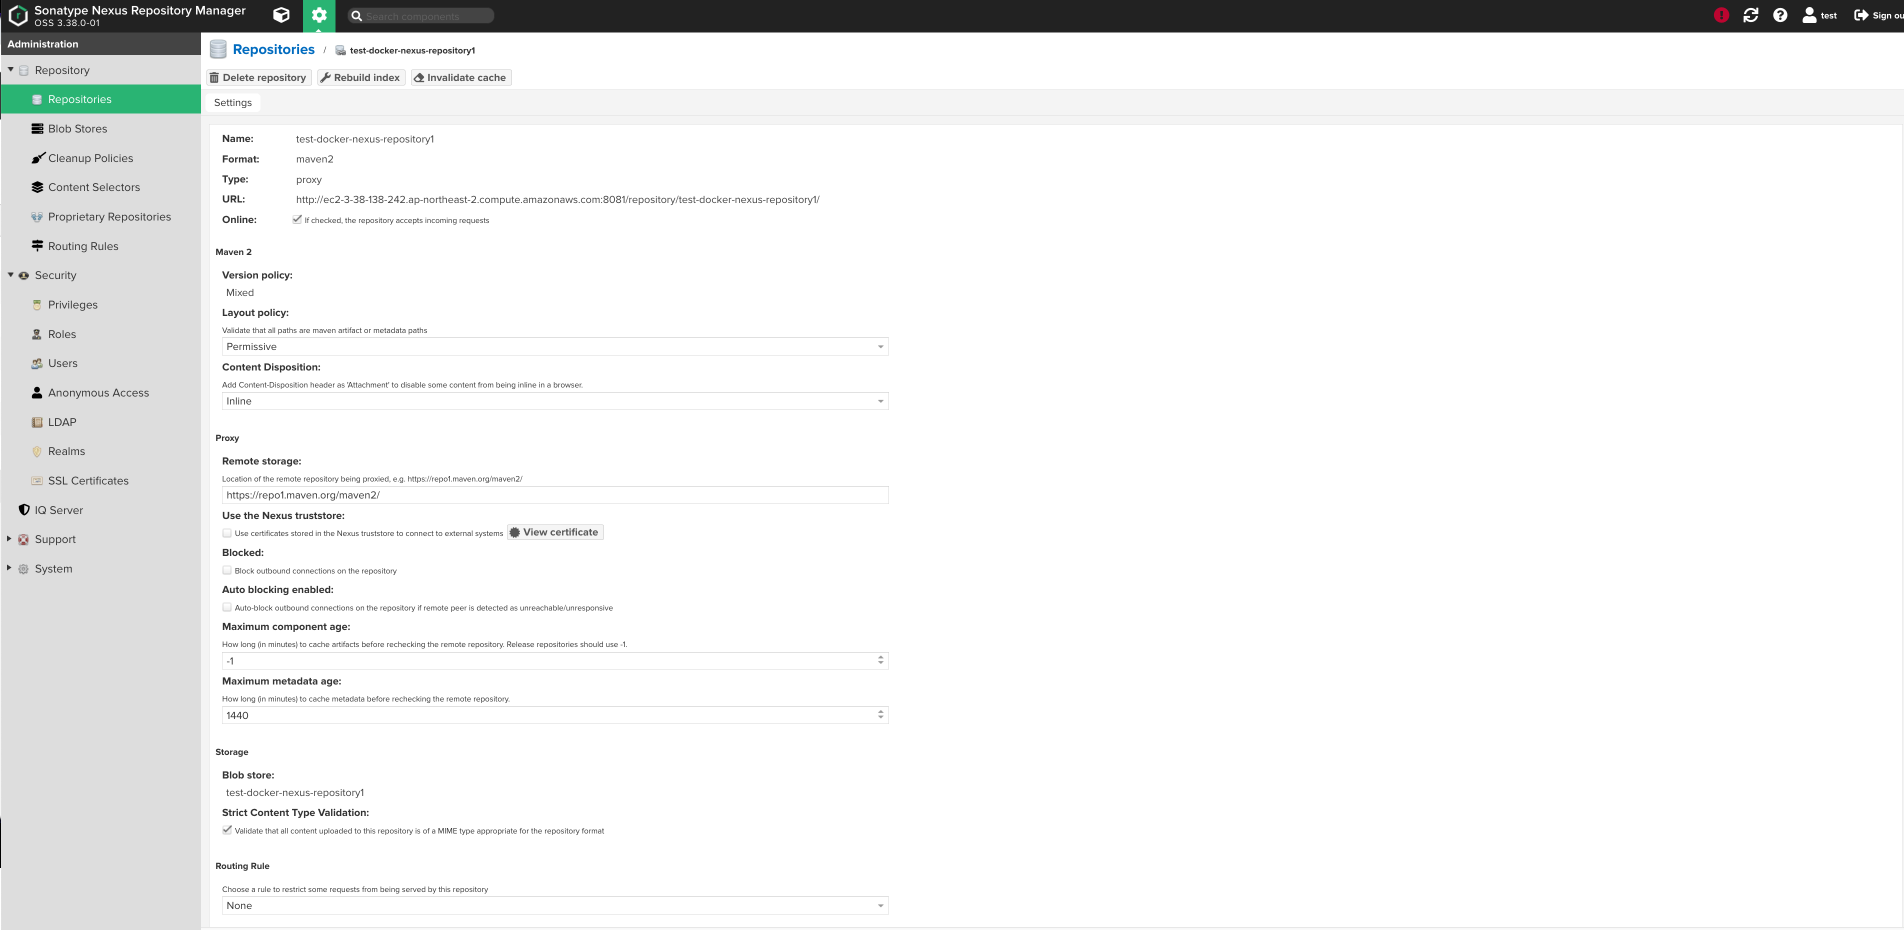 Sonatype Nexus Repository Manager
OSS 3.38.0-01
Search components
test
Sign ou
Administration
Repository
Repositories
Blob Stores
Cleanup Policies
Content Selectors
Proprietary Repositories
Routing Rules
Security
Privileges
Roles
Users
Anonymous Access
LDAP
Realms
SSL Certificates
IQ Server
Support
System
Repositories / test-docker-nexus-repository1
Delete repository Rebuild index Invalidate cache
Settings
Name: test-docker-nexus-repository1
Format: maven2
Type: proxy
URL: http://ec2-3-38-138-242.ap-northeast-2.compute.amazonaws.com:8081/repository/test-docker-nexus-repository1/
Online: If checked, the repository accepts incoming requests
Maven 2
Version policy:
Mixed
Layout policy:
Validate that all paths are maven artifact or metadata paths
Permissive
Content Disposition:
Add Content-Disposition header as 'Attachment' to disable some content from being inline in a browser.
Inline
Proxy
Remote storage:
Location of the remote repository being proxied, e.g. https://repo1.maven.org/maven2/
https://repo1.maven.org/maven2/
Use the Nexus truststore:
Use certificates stored in the Nexus truststore to connect to external systems View certificate
Blocked:
Block outbound connections on the repository
Auto blocking enabled:
Auto-block outbound connections on the repository if remote peer is detected as unreachable/unresponsive
Maximum component age:
How long (in minutes) to cache artifacts before rechecking the remote repository. Release repositories should use -1.
-1
Maximum metadata age:
How long (in minutes) to cache metadata before rechecking the remote repository.
1440
Storage
Blob store:
test-docker-nexus-repository1
Strict Content Type Validation:
Validate that all content uploaded to this repository is of a MIME type appropriate for the repository format
Routing Rule
Choose a rule to restrict some requests from being served by this repository
None